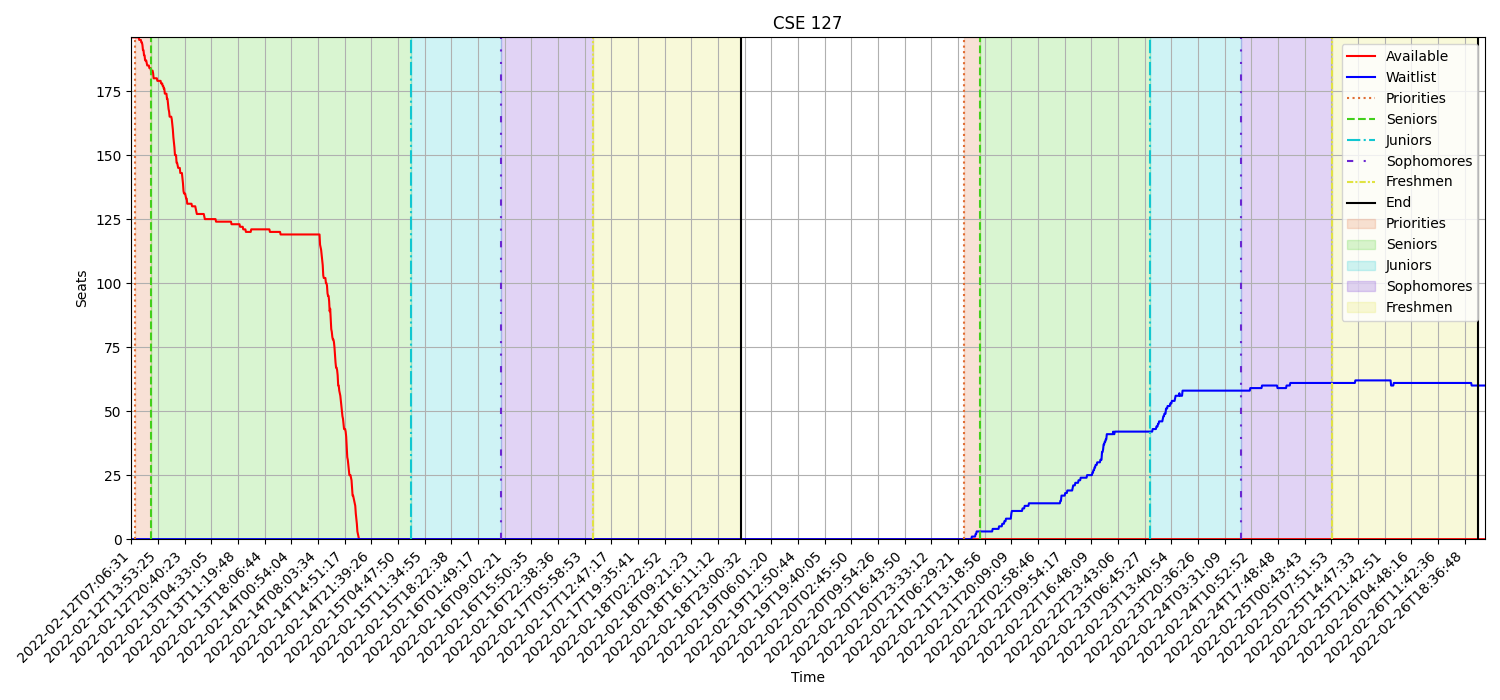 CSE 127
Seats
175
150
125
100
75
50
25
0
Available
Waitlist
Priorities
Seniors
Juniors
Sophomores
Freshmen
End
Priorities
Seniors
Juniors
Sophomores
Freshmen
2022-02-12T07:06:31
2022-02-12T13:53:25
2022-02-12T20:40:23
2022-02-13T04:33:05
2022-02-13T11:19:48
2022-02-13T18:06:44
2022-02-14T00:54:04
2022-02-14T08:03:34
2022-02-14T14:51:17
2022-02-14T21:39:26
2022-02-15T04:47:50
2022-02-15T11:34:55
2022-02-15T18:22:38
2022-02-16T01:49:17
2022-02-16T09:02:21
2022-02-16T15:50:35
2022-02-16T22:38:36
2022-02-17T05:58:53
2022-02-17T12:47:17
2022-02-17T19:35:41
2022-02-18T02:22:52
2022-02-18T09:21:23
2022-02-18T16:11:12
2022-02-18T23:00:32
2022-02-19T06:01:20
2022-02-19T12:50:44
2022-02-19T19:40:05
2022-02-20T02:45:50
2022-02-20T09:54:26
2022-02-20T16:43:50
2022-02-20T23:33:12
2022-02-21T06:29:21
2022-02-21T13:18:56
2022-02-21T20:09:09
2022-02-22T02:58:46
2022-02-22T09:54:17
2022-02-22T16:48:09
2022-02-22T23:43:06
2022-02-23T06:45:27
2022-02-23T13:40:54
2022-02-23T20:36:26
2022-02-24T03:31:09
2022-02-24T10:52:52
2022-02-24T17:48:48
2022-02-25T00:43:43
2022-02-25T07:51:53
2022-02-25T14:47:33
2022-02-25T21:42:51
2022-02-26T04:48:16
2022-02-26T11:42:36
2022-02-26T18:36:48
Time